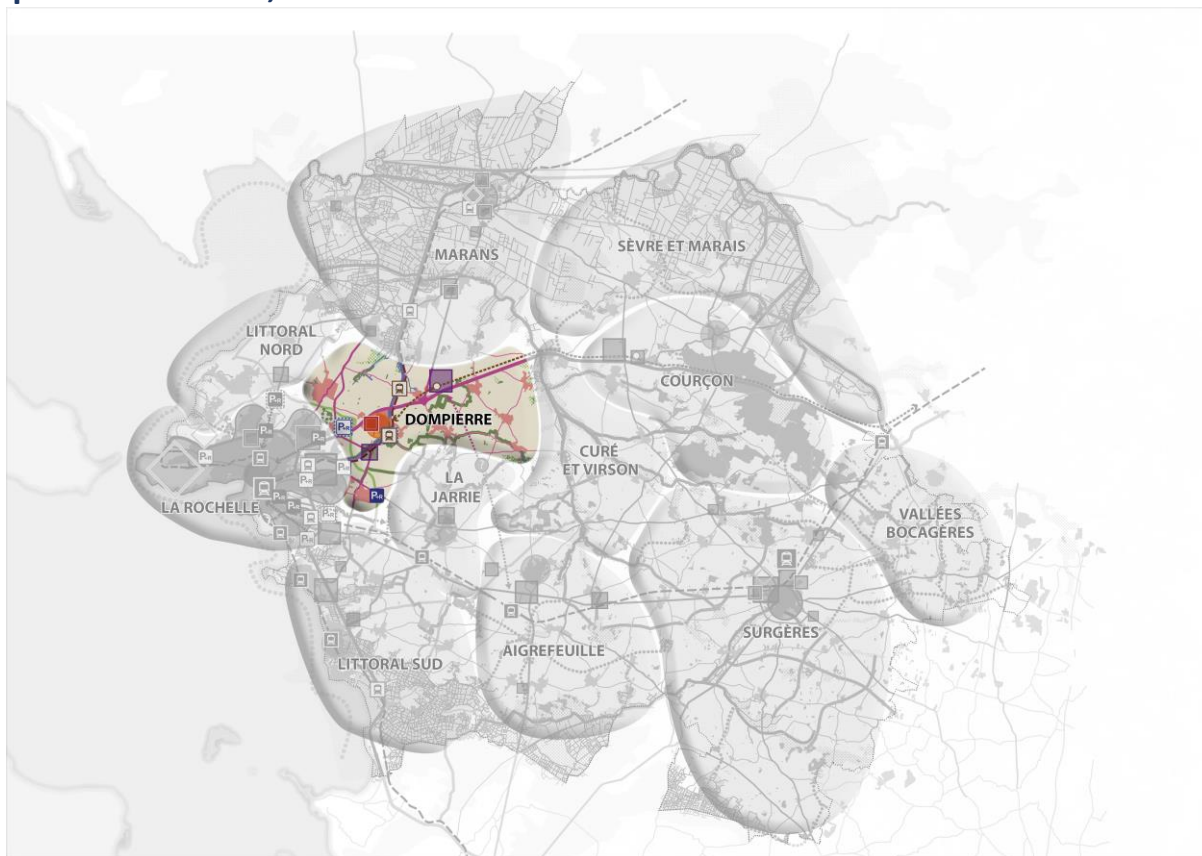 MARANS
SÈVRE ET MARAIS
LITTORAL
NORD
COURÇON
DOMPIERRE
CURÉ
ET VIRSON
LA
JARRIE
LA ROCHELLE
VALLÉES
BOCAGÈRES
SURGÈRES
AIGREFEUILLE
LITTORAL SUD
P+R
P+R